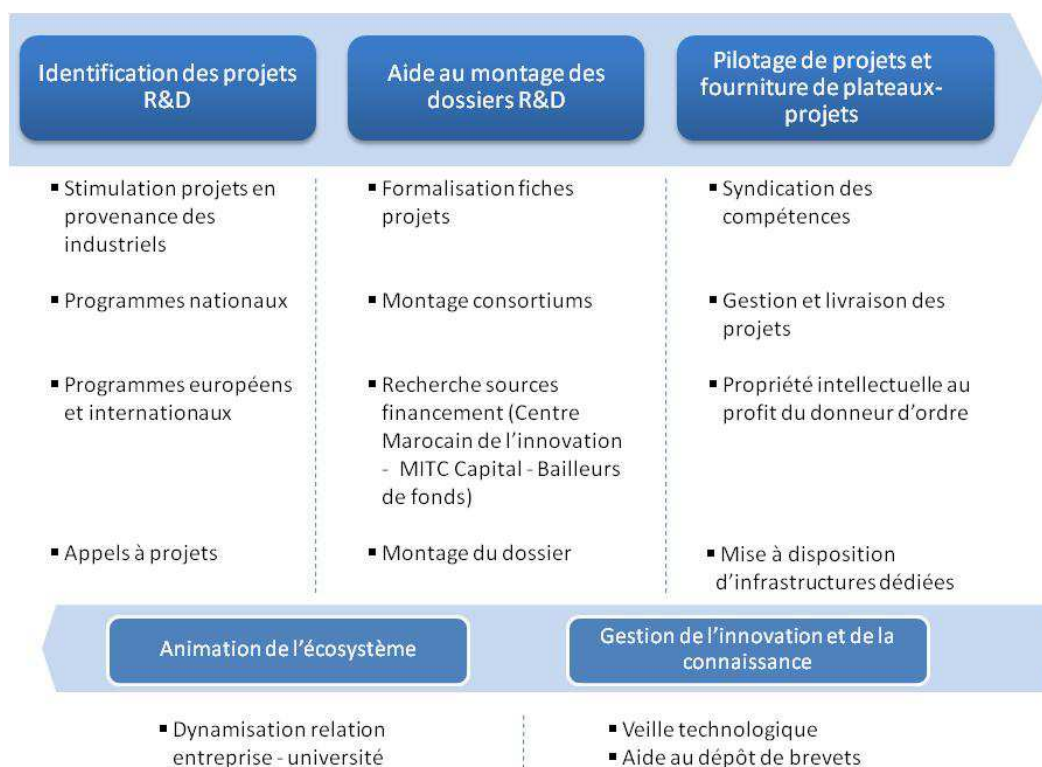 Identification des projets
R&D
Aide au montage des
dossiers R&D
Pilotage de projets et
fourniture de plateaux-
projets
▪ Stimulation projets en
provenance des
industriels
▪ Programmes nationaux
▪ Programmes européens
et internationaux
▪ Appels à projets
▪ Formalisation fiches
projets
▪ Montage consortiums
▪ Recherche sources
financement (Centre
Marocain de l’innovation
- MITC Capital - Bailleurs
de fonds)
▪ Montage du dossier
▪ Syndication des
compétences
▪ Gestion et livraison des
projets
▪ Propriété intellectuelle au
profit du donneur d’ordre
▪ Mise à disposition
d’infrastructures dédiées
Animation de l’écosystème
Gestion de l’innovation et de la
connaissance
▪ Dynamisation relation
entreprise - université
▪ Veille technologique
▪ Aide au dépôt de brevets